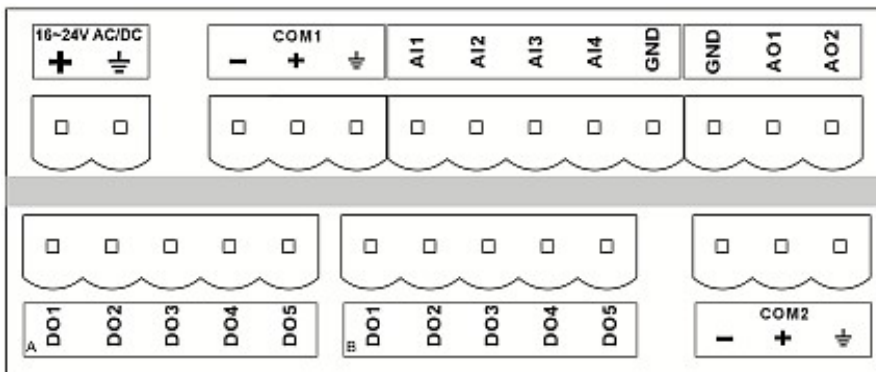 16~24V AC/DC
+ ⏚
COM1
- + ⏚
AI1 AI2 AI3 AI4 GND
GND AO1 AO2
A DO1 DO2 DO3 DO4 DO5
B DO1 DO2 DO3 DO4 DO5
COM2
- + ⏚